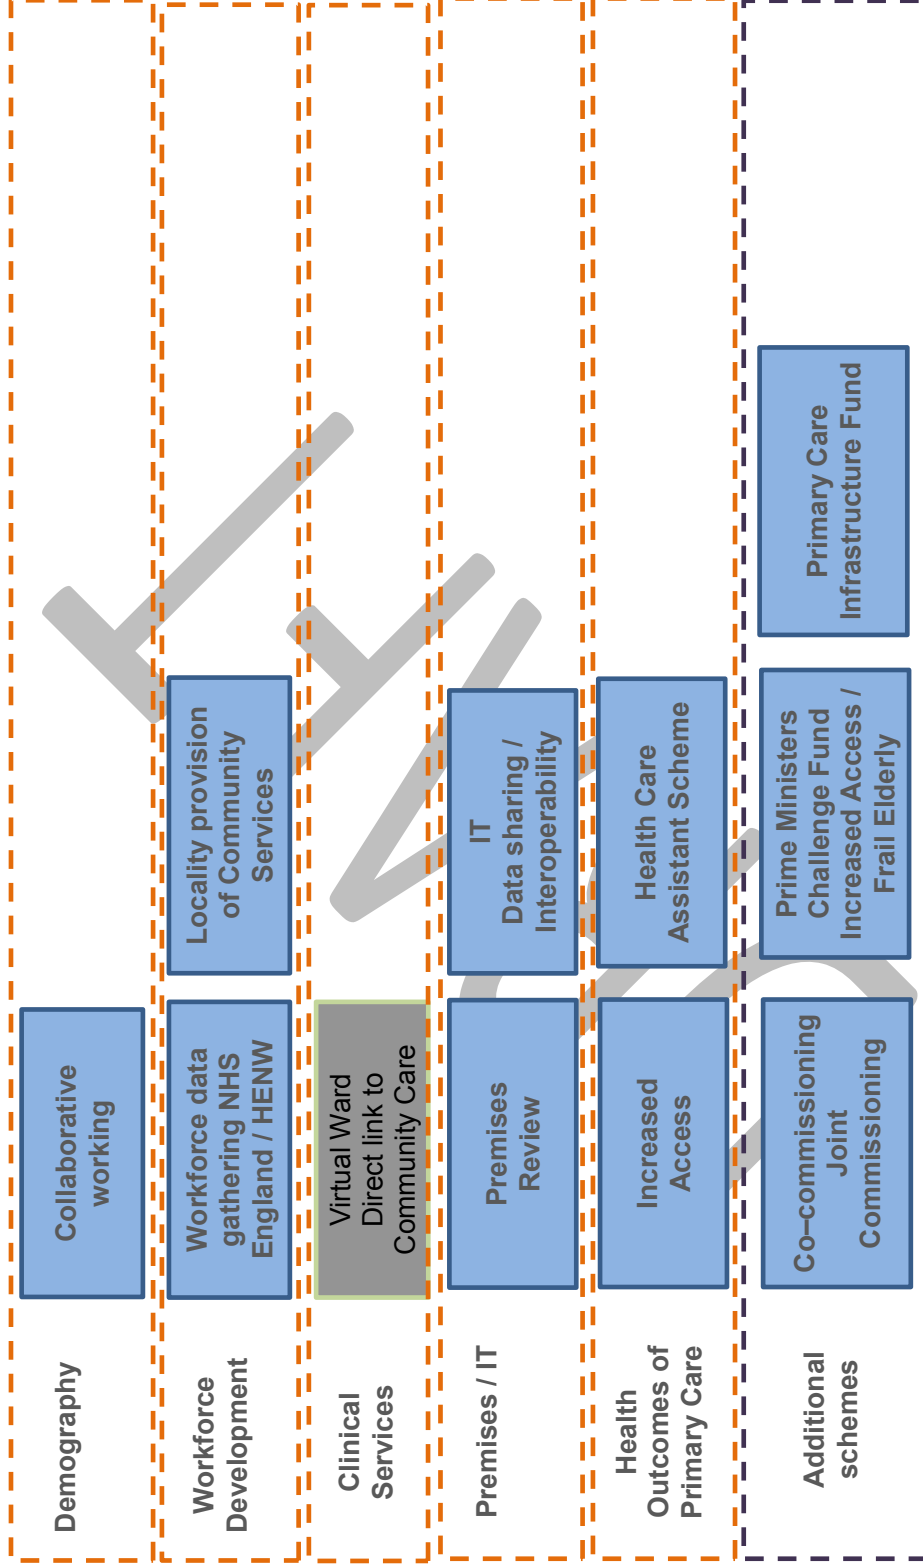 Demography
Collaborative
working
Workforce
Development
Workforce data
gathering NHS
England / HENW
Locality provision
of Community
Services
Clinical
Services
Virtual Ward
Direct link to
Community Care
Premises / IT
Premises
Review
IT
Data sharing /
Interoperability
Health
Outcomes of
Primary Care
Increased
Access
Health Care
Assistant Scheme
Additional
schemes
Co–commissioning
Joint
Commissioning
Prime Ministers
Challenge Fund
Increased Access /
Frail Elderly
Primary Care
Infrastructure Fund